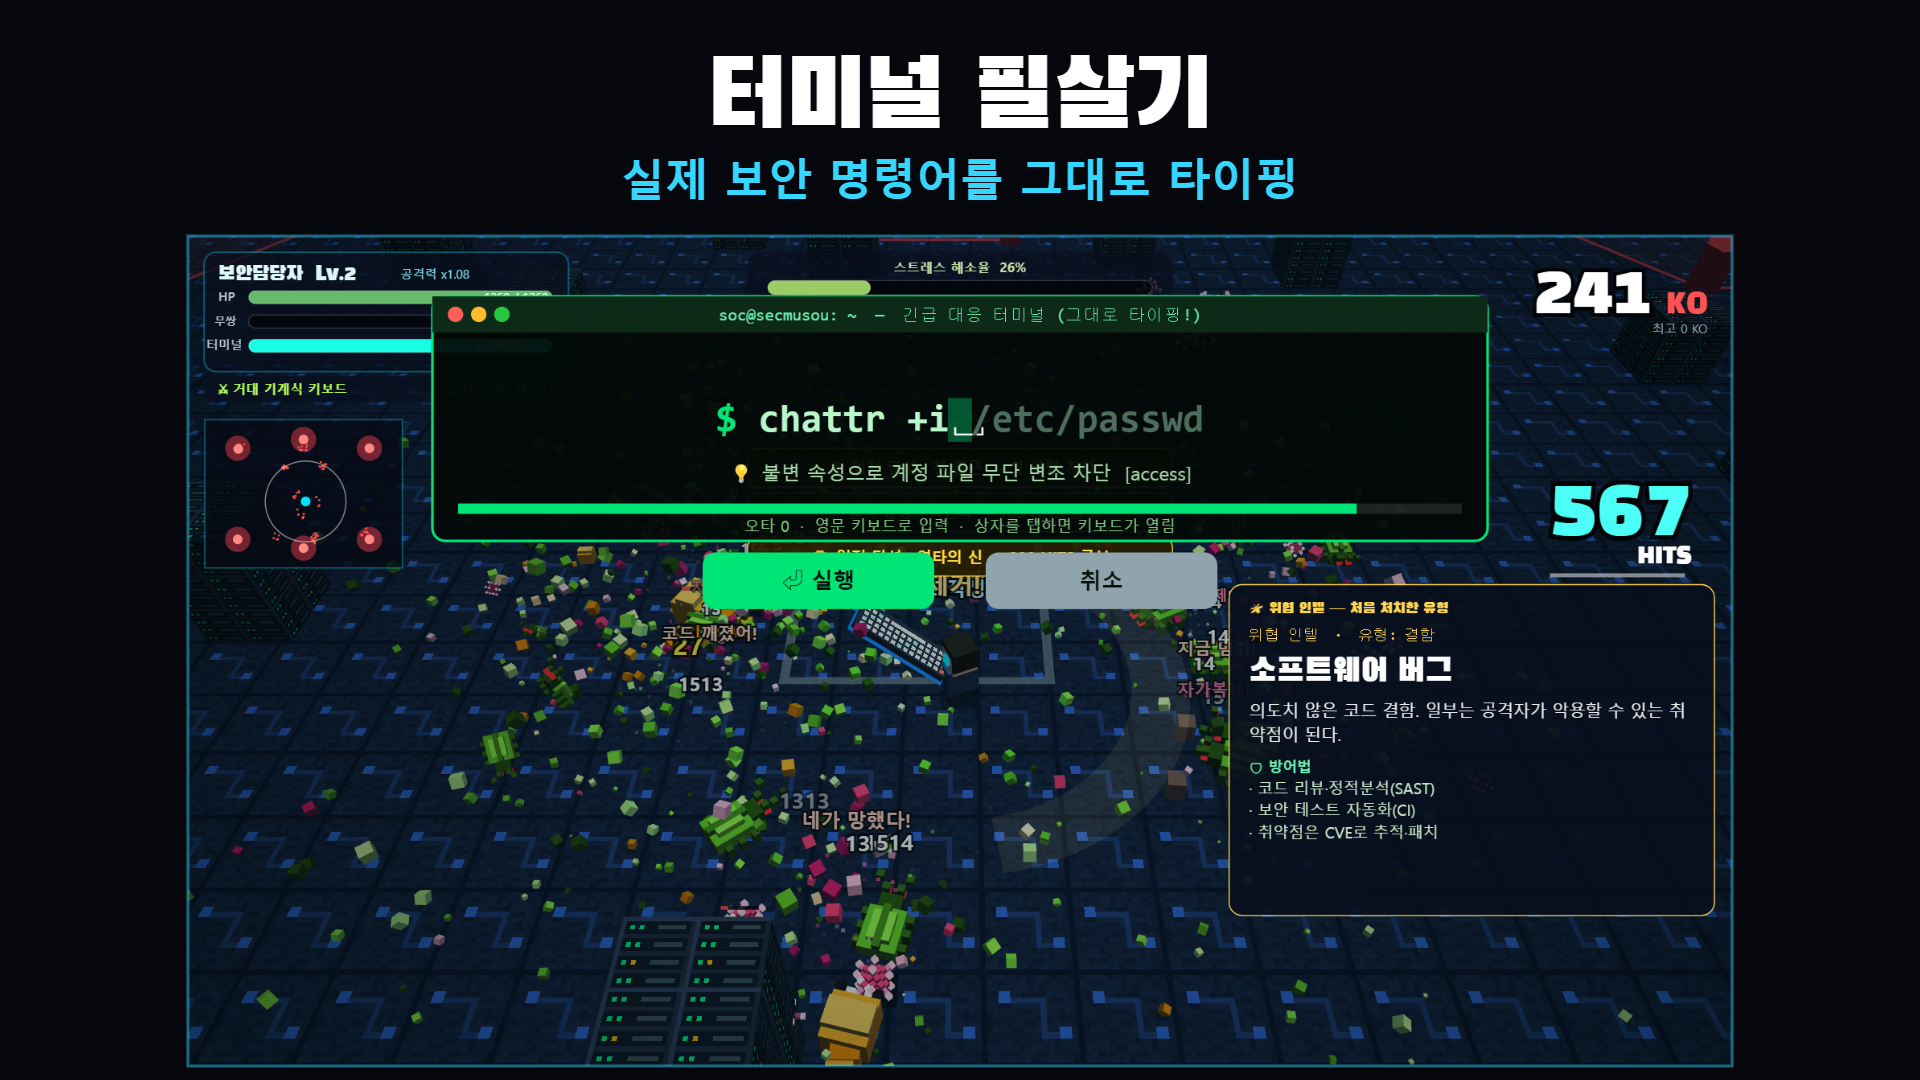 터미널 필살기
실제 보안 명령어를 그대로 타이핑
보안담당자 Lv.2 공격력 x1.08
HP
무쌍
터미널
거대 기계식 키보드
스트레스 해소율 26%
241 KO
최고 0 KO
soc@secmusou: ~ — 긴급 대응 터미널 (그대로 타이핑!)
$ chattr +i /etc/passwd
💡 불변 속성으로 계정 파일 무단 변조 차단 [access]
오타 0 · 영문 키보드로 입력 · 상자를 탭하면 키보드가 열림
⏎ 실행
취소
567
HITS
위협 인텔 — 처음 처치한 유형
위협 인텔 · 유형: 결함
소프트웨어 버그
의도치 않은 코드 결함. 일부는 공격자가 악용할 수 있는 취
약점이 된다.
방어법
· 코드 리뷰·정적분석(SAST)
· 보안 테스트 자동화(CI)
· 취약점은 CVE로 추적·패치
코드 깨졌어!
27
1513
14
지금
14
1313
네가 망했다!